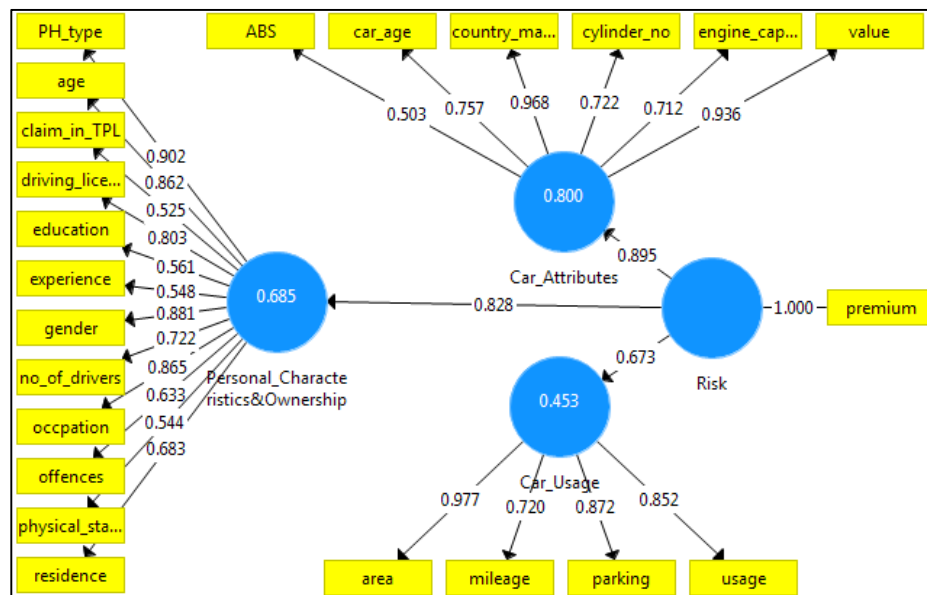 PH_type
ABS
car_age
country_ma...
cylinder_no
engine_cap...
value
age
claim_in_TPL
driving_lice...
education
experience
gender
no_of_drivers
occpation
offences
physical_sta...
residence
0.902
0.862
0.525
0.803
0.561
0.548
0.881
0.722
0.865
0.633
0.544
0.683
0.685
Personal_Characte
ristics&Ownership
0.503
0.757
0.968
0.722
0.712
0.936
0.800
Car_Attributes
0.895
0.828
0.673
Risk
1.000
premium
0.453
Car_Usage
0.977
0.720
0.872
0.852
area
mileage
parking
usage